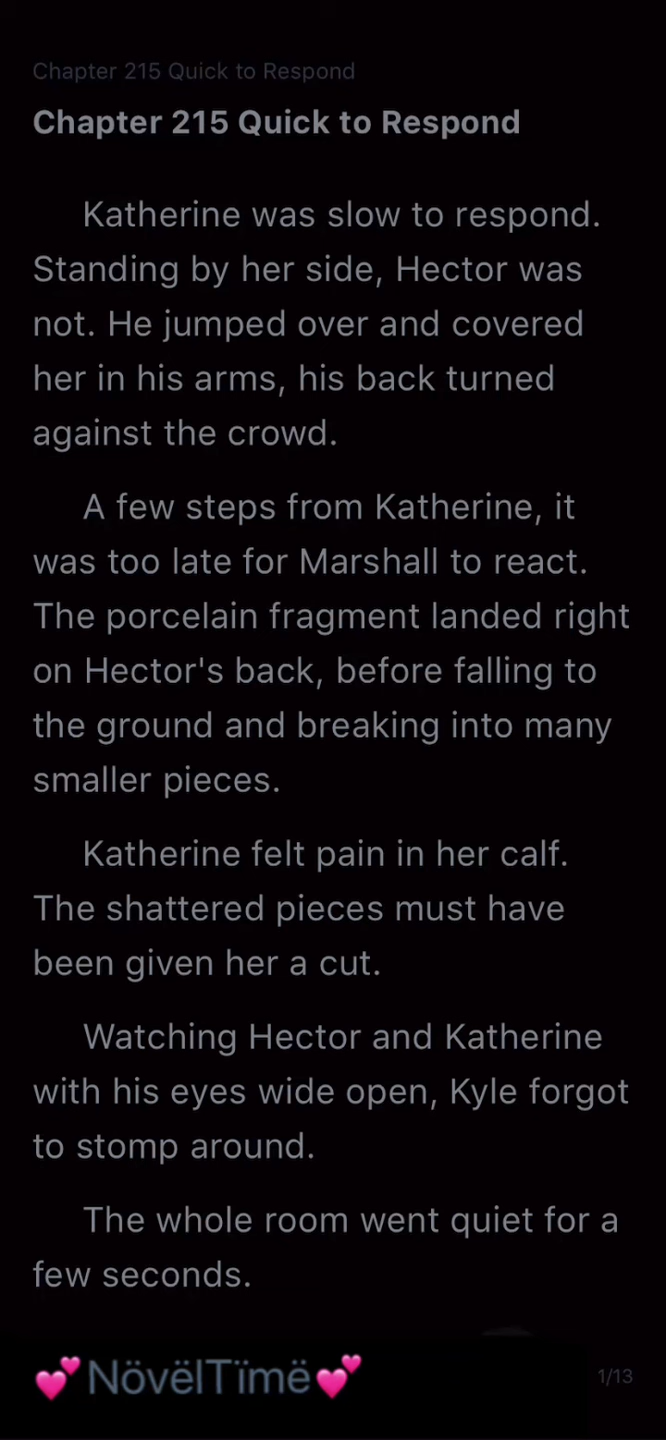 Chapter 215 Quick to Respond
Chapter 215 Quick to Respond
Katherine was slow to respond.
Standing by her side, Hector was
not. He jumped over and covered
her in his arms, his back turned
against the crowd.
A few steps from Katherine, it
was too late for Marshall to react.
The porcelain fragment landed right
on Hector's back, before falling to
the ground and breaking into many
smaller pieces.
Katherine felt pain in her calf.
The shattered pieces must have
been given her a cut.
Watching Hector and Katherine
with his eyes wide open, Kyle forgot
to stomp around.
The whole room went quiet for a
few seconds.
💕NövëlTïmë💕
1/13